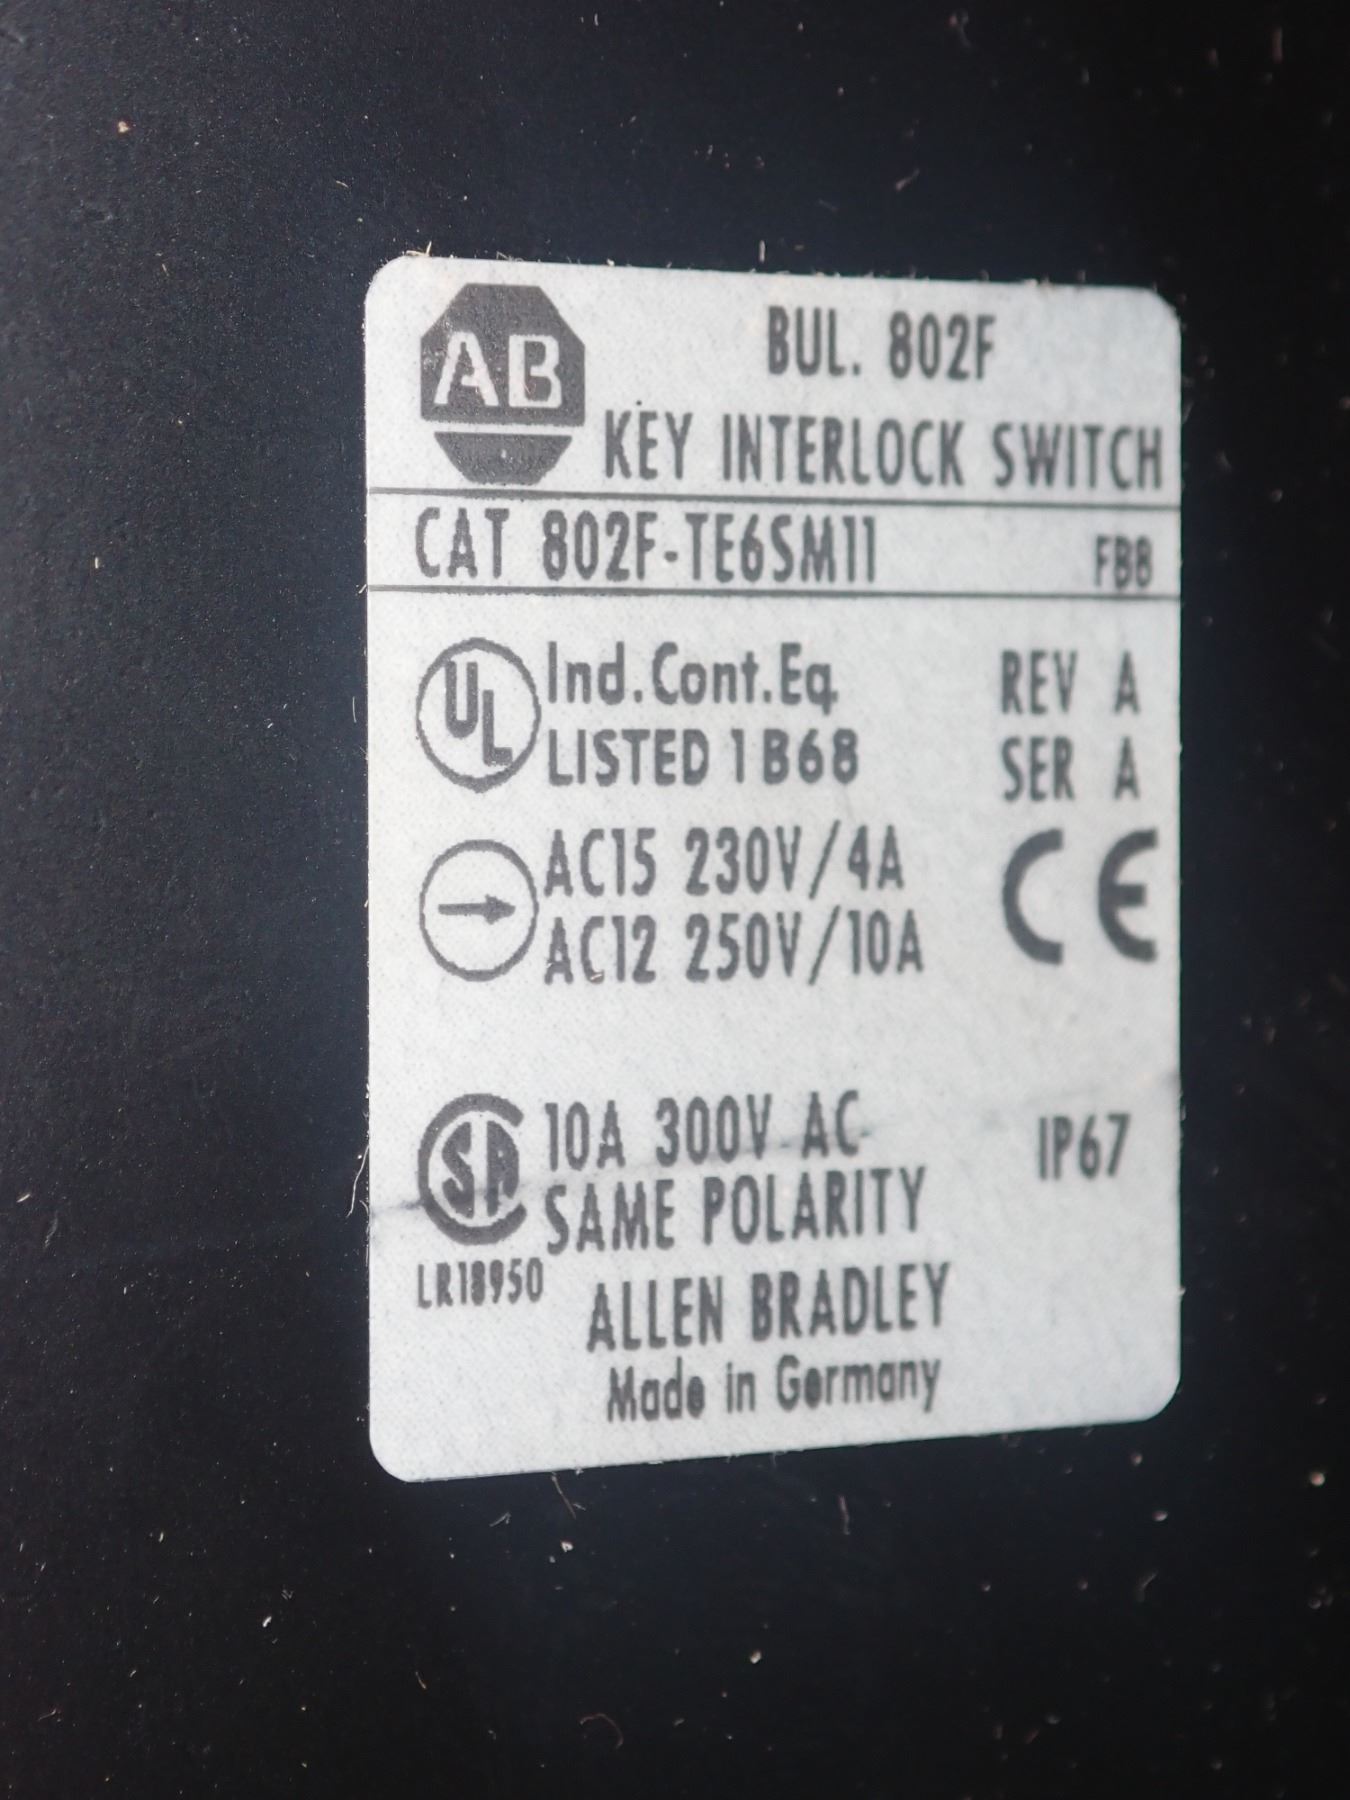 AB
BUL. 802F
KEY INTERLOCK SWITCH
CAT 802F-TE6SM11 FB8
UL Ind.Cont.Eq. REV A
LISTED 1B68 SER A
AC15 230V/4A CE
AC12 250V/10A
SA 10A 300V AC IP67
SAME POLARITY
LR18950
ALLEN BRADLEY
Made in Germany